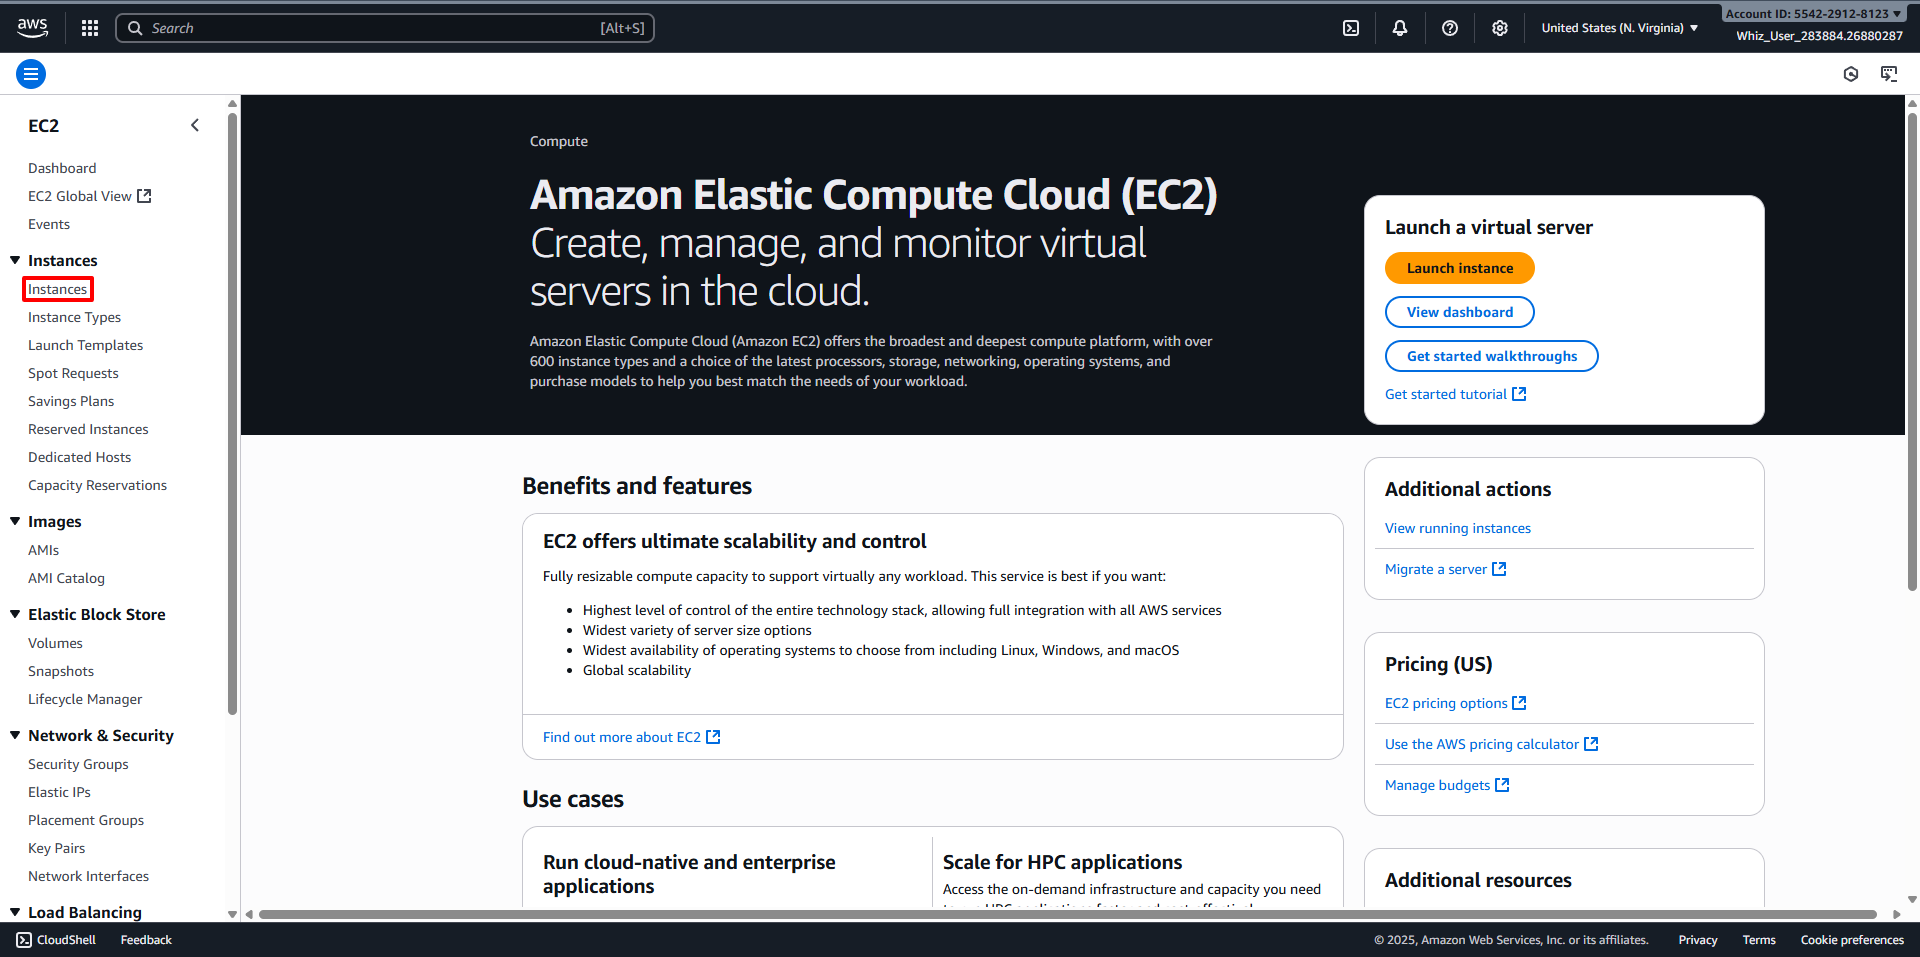 aws
Search
[Alt+S]
United States (N. Virginia)
Account ID: 5542-2912-8123
Whiz_User_283884.26880287
EC2
Dashboard
EC2 Global View
Events
Instances
Instances
Instance Types
Launch Templates
Spot Requests
Savings Plans
Reserved Instances
Dedicated Hosts
Capacity Reservations
Images
AMIs
AMI Catalog
Elastic Block Store
Volumes
Snapshots
Lifecycle Manager
Network & Security
Security Groups
Elastic IPs
Placement Groups
Key Pairs
Network Interfaces
Load Balancing
Compute
Amazon Elastic Compute Cloud (EC2)
Create, manage, and monitor virtual
servers in the cloud.
Amazon Elastic Compute Cloud (Amazon EC2) offers the broadest and deepest compute platform, with over
600 instance types and a choice of the latest processors, storage, networking, operating systems, and
purchase models to help you best match the needs of your workload.
Launch a virtual server
Launch instance
View dashboard
Get started walkthroughs
Get started tutorial
Benefits and features
EC2 offers ultimate scalability and control
Fully resizable compute capacity to support virtually any workload. This service is best if you want:
Highest level of control of the entire technology stack, allowing full integration with all AWS services
Widest variety of server size options
Widest availability of operating systems to choose from including Linux, Windows, and macOS
Global scalability
Find out more about EC2
Use cases
Run cloud-native and enterprise
applications
Scale for HPC applications
Access the on-demand infrastructure and capacity you need
Additional actions
View running instances
Migrate a server
Pricing (US)
EC2 pricing options
Use the AWS pricing calculator
Manage budgets
Additional resources
CloudShell
Feedback
© 2025, Amazon Web Services, Inc. or its affiliates.
Privacy
Terms
Cookie preferences